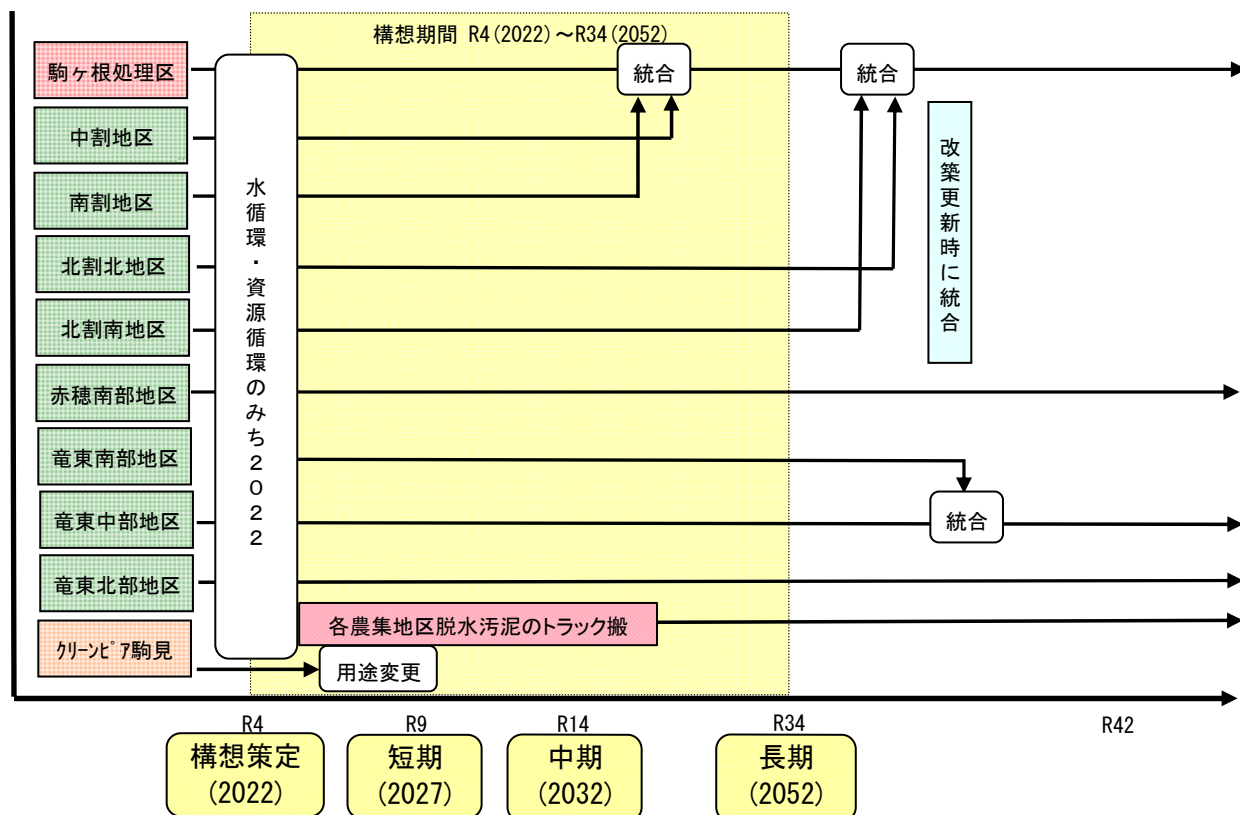 構想期間 R4(2022)～R34(2052)
駒ヶ根処理区
統合
統合
中割地区
南割地区
北割北地区
北割南地区
赤穂南部地区
竜東南部地区
竜東中部地区
統合
竜東北部地区
クリーンピア駒見
水循環・資源循環のみち2022
改築更新時に統合
各農集地区脱水汚泥のトラック搬
用途変更
R4
R9
R14
R34
R42
構想策定
(2022)
短期
(2027)
中期
(2032)
長期
(2052)